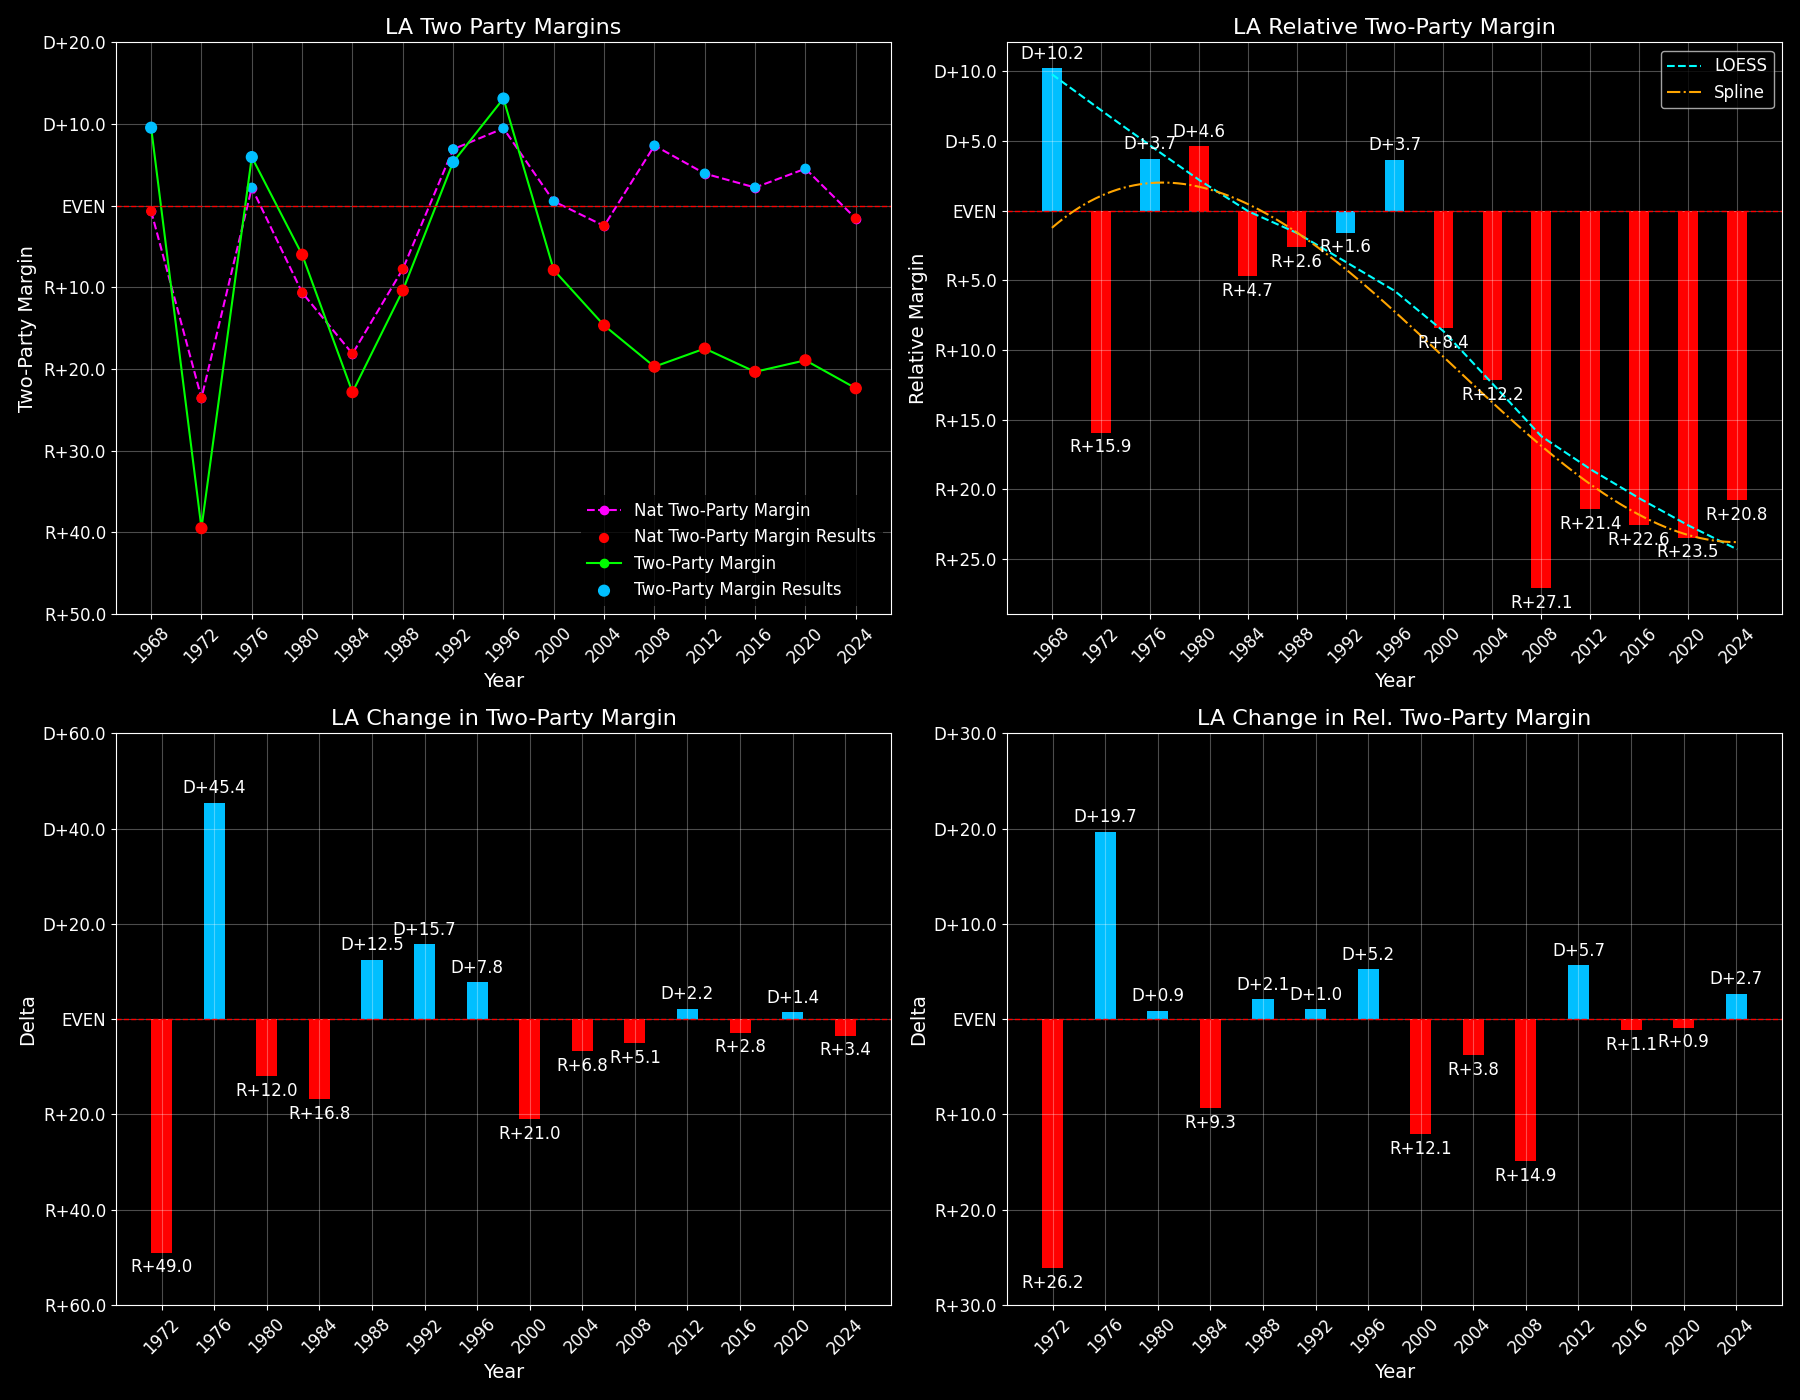 LA Two Party Margins
D+20.0
D+10.0
EVEN
R+10.0
R+20.0
R+30.0
R+40.0
R+50.0
Two-Party Margin
Nat Two-Party Margin
Nat Two-Party Margin Results
Two-Party Margin
Two-Party Margin Results
1968 1972 1976 1980 1984 1988 1992 1996 2000 2004 2008 2012 2016 2020 2024
Year
LA Relative Two-Party Margin
D+10.0
D+5.0
EVEN
R+5.0
R+10.0
R+15.0
R+20.0
R+25.0
Relative Margin
LOESS
Spline
D+10.2
R+15.9
D+3.7
D+4.6
R+4.7
R+2.6
R+1.6
D+3.7
R+8.4
R+12.2
R+27.1
R+21.4
R+22.6
R+23.5
R+20.8
1968 1972 1976 1980 1984 1988 1992 1996 2000 2004 2008 2012 2016 2020 2024
Year
LA Change in Two-Party Margin
D+60.0
D+40.0
D+20.0
EVEN
R+20.0
R+40.0
R+60.0
Delta
R+49.0
D+45.4
R+12.0
R+16.8
D+12.5
D+15.7
D+7.8
R+21.0
R+6.8
R+5.1
D+2.2
R+2.8
D+1.4
R+3.4
1972 1976 1980 1984 1988 1992 1996 2000 2004 2008 2012 2016 2020 2024
Year
LA Change in Rel. Two-Party Margin
D+30.0
D+20.0
D+10.0
EVEN
R+10.0
R+20.0
R+30.0
Delta
R+26.2
D+19.7
D+0.9
R+9.3
D+2.1
D+1.0
D+5.2
R+12.1
R+3.8
R+14.9
D+5.7
R+1.1
R+0.9
D+2.7
1972 1976 1980 1984 1988 1992 1996 2000 2004 2008 2012 2016 2020 2024
Year